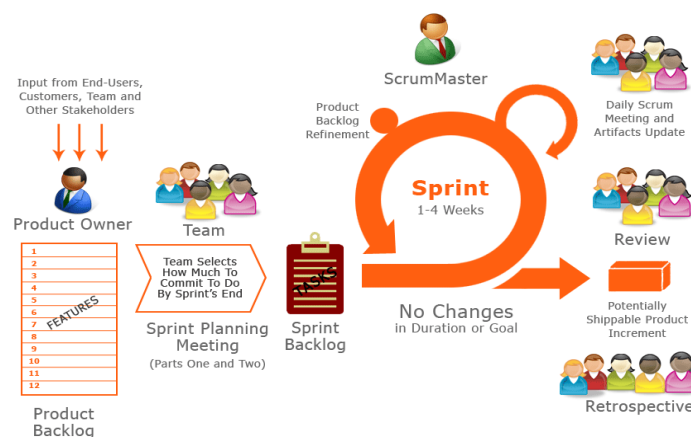 Input from End-Users,
Customers, Team and
Other Stakeholders
Product Owner
1
2
3
4
5
6
7
8
9
10
11
12
FEATURES
Product
Backlog
Team
Team Selects
How Much To
Commit To Do
By Sprint's End
Sprint Planning
Meeting
(Parts One and Two)
TASKS
Sprint
Backlog
ScrumMaster
Product
Backlog
Refinement
Sprint
1-4 Weeks
No Changes
in Duration or Goal
Daily Scrum
Meeting and
Artifacts Update
Review
Potentially
Shippable Product
Increment
Retrospective